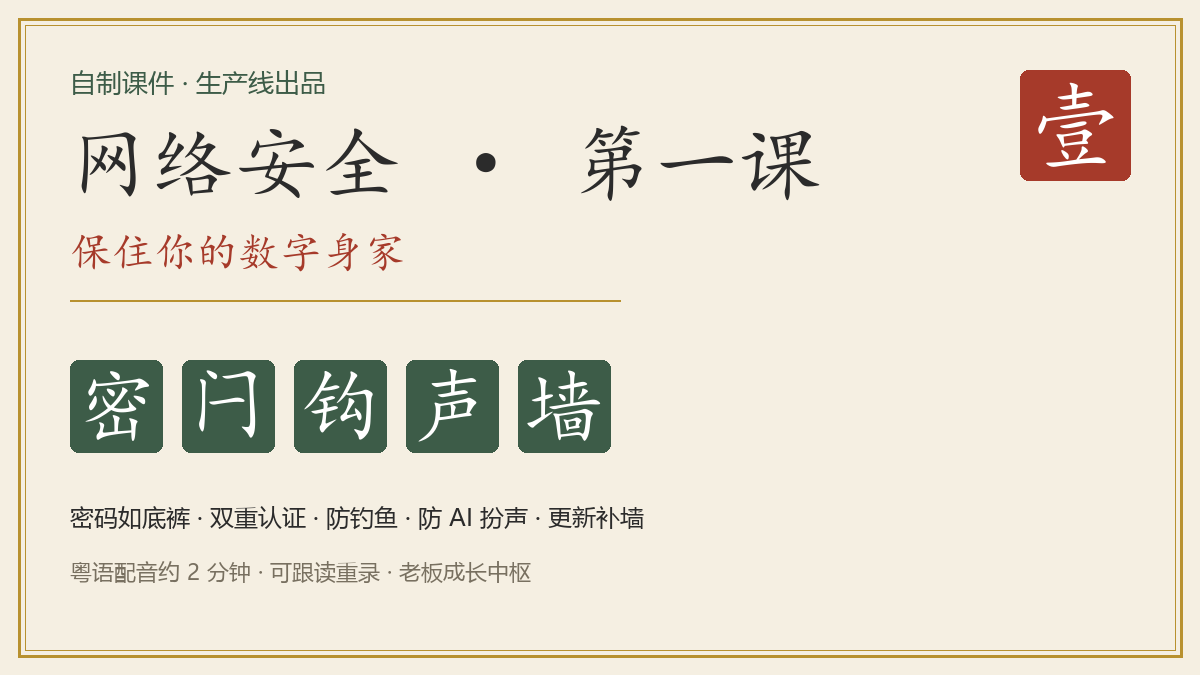 自制课件 · 生产线出品
网络安全 · 第一课
壹
保住你的数字身家
密 闩 钩 声 墙
密码如底裤 · 双重认证 · 防钓鱼 · 防 AI 扮声 · 更新补墙
粤语配音约 2 分钟 · 可跟读重录 · 老板成长中枢